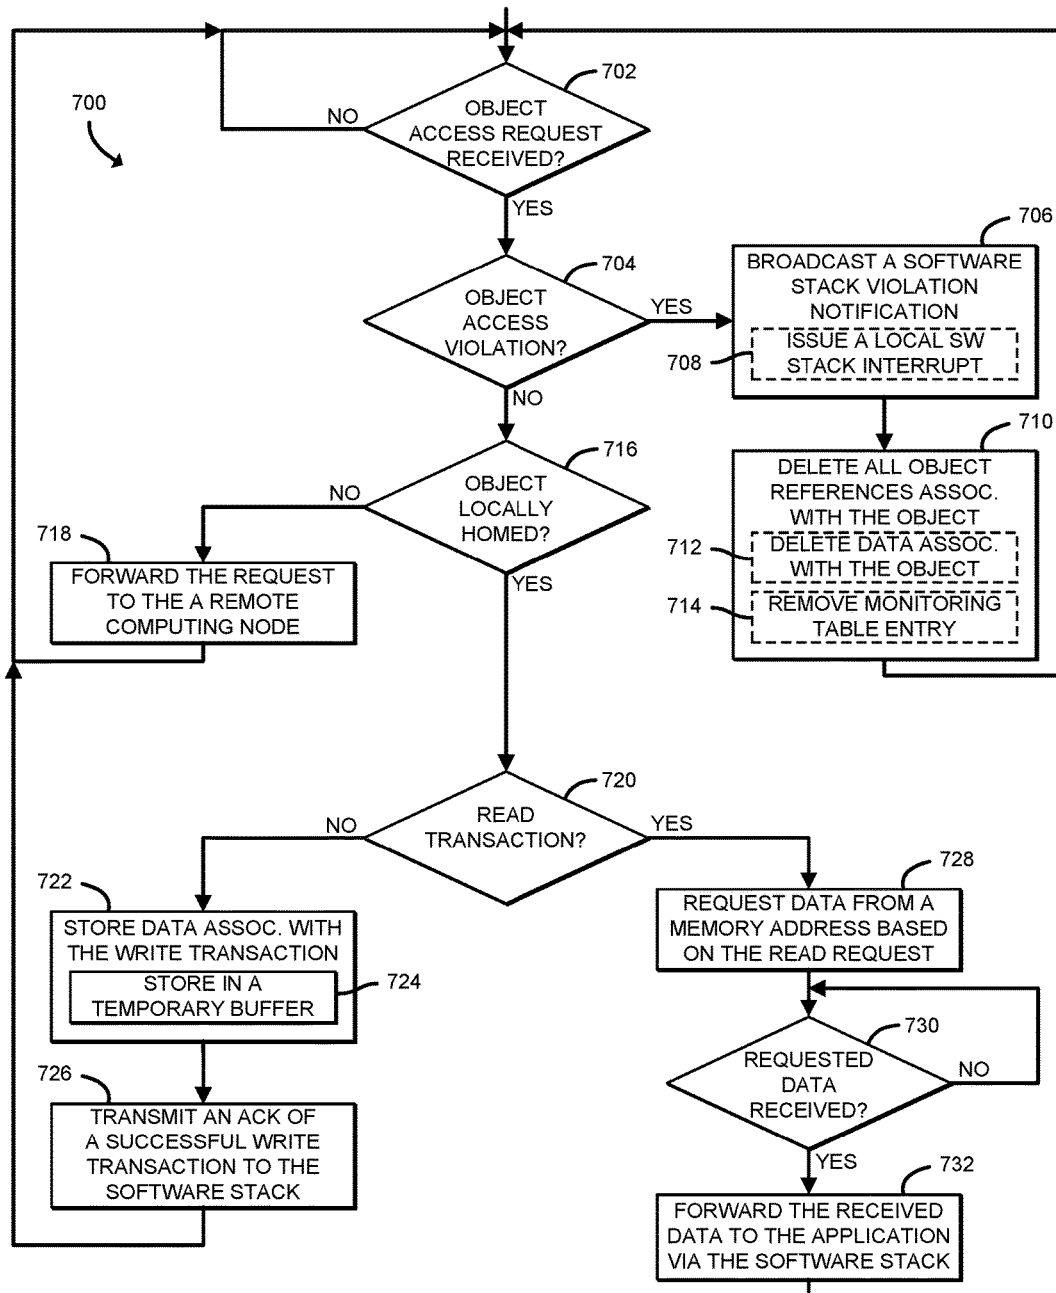 702
700
NO
OBJECT
ACCESS REQUEST
RECEIVED?
YES
704
706
OBJECT
ACCESS
VIOLATION?
YES
BROADCAST A SOFTWARE
STACK VIOLATION
NOTIFICATION
708
ISSUE A LOCAL SW
STACK INTERRUPT
NO
710
716
NO
OBJECT
LOCALLY
HOMED?
DELETE ALL OBJECT
REFERENCES ASSOC.
WITH THE OBJECT
712
DELETE DATA ASSOC.
WITH THE OBJECT
714
REMOVE MONITORING
TABLE ENTRY
718
YES
FORWARD THE REQUEST
TO THE A REMOTE
COMPUTING NODE
720
NO
READ
TRANSACTION?
YES
722
STORE DATA ASSOC. WITH
THE WRITE TRANSACTION
STORE IN A
TEMPORARY BUFFER
724
728
REQUEST DATA FROM A
MEMORY ADDRESS BASED
ON THE READ REQUEST
730
REQUESTED
DATA
RECEIVED?
NO
726
TRANSMIT AN ACK OF
A SUCCESSFUL WRITE
TRANSACTION TO THE
SOFTWARE STACK
YES
732
FORWARD THE RECEIVED
DATA TO THE APPLICATION
VIA THE SOFTWARE STACK